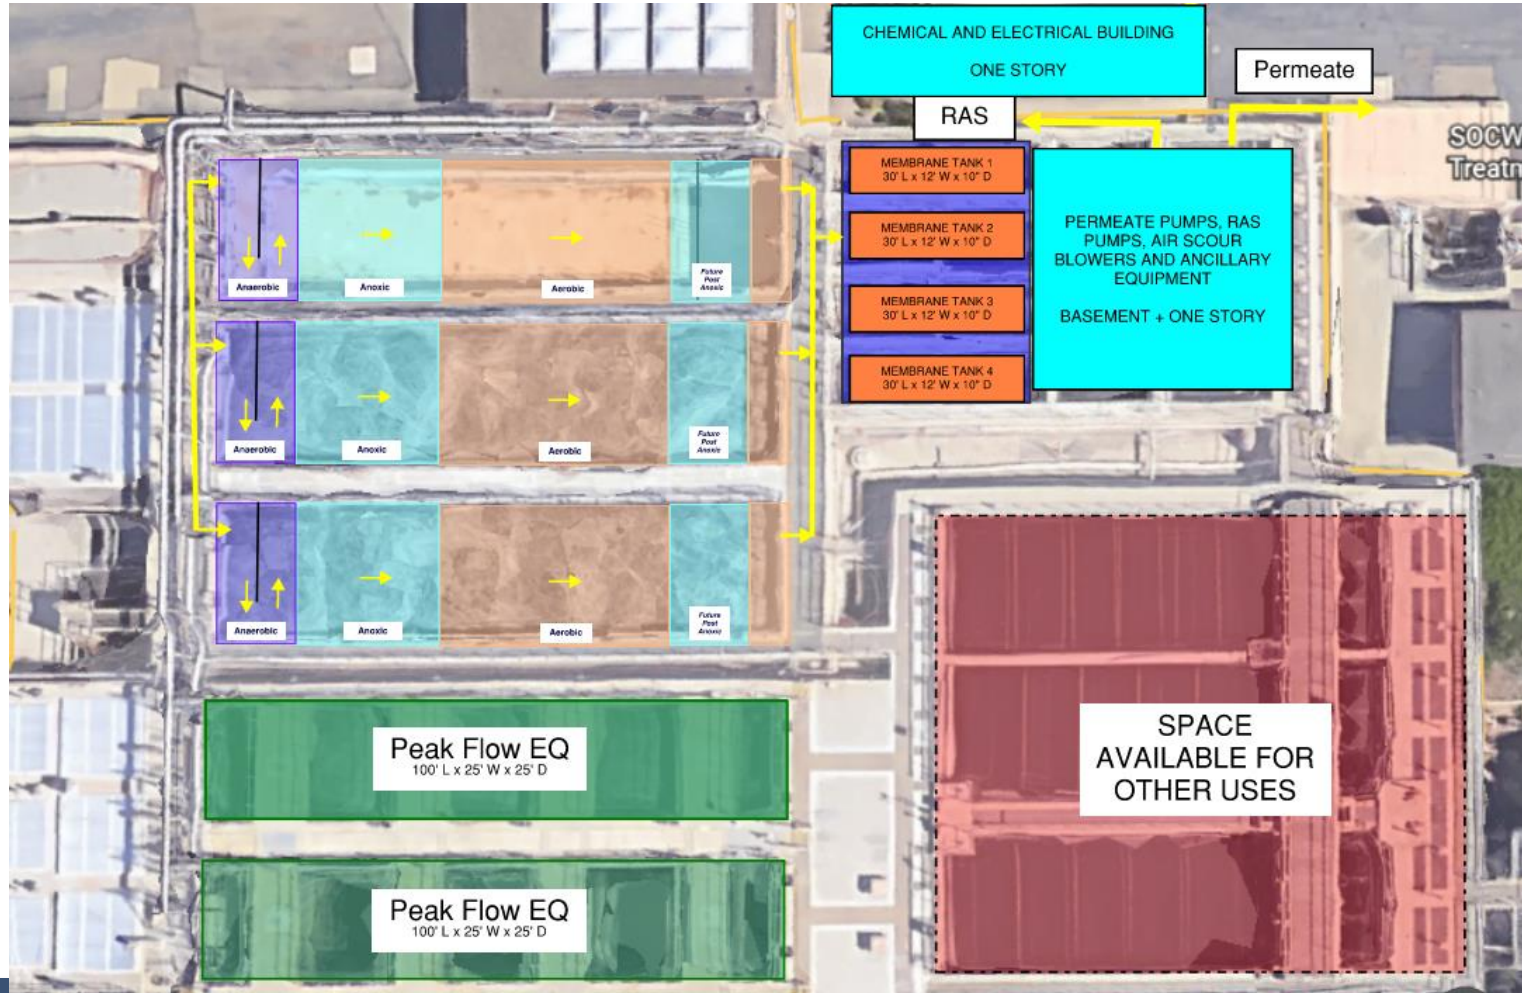 CHEMICAL AND ELECTRICAL BUILDING
ONE STORY
Permeate
RAS
SOCW
Treatm
MEMBRANE TANK 1
30' L x 12' W x 10" D
MEMBRANE TANK 2
30' L x 12' W x 10" D
MEMBRANE TANK 3
30' L x 12' W x 10" D
MEMBRANE TANK 4
30' L x 12' W x 10" D
PERMEATE PUMPS, RAS
PUMPS, AIR SCOUR
BLOWERS AND ANCILLARY
EQUIPMENT
BASEMENT + ONE STORY
Anaerobic
Anoxic
Aerobic
Future
Post
Anoxic
Anaerobic
Anoxic
Aerobic
Future
Post
Anoxic
Anaerobic
Anoxic
Aerobic
Future
Post
Anoxic
Peak Flow EQ
100' L x 25' W x 25' D
Peak Flow EQ
100' L x 25' W x 25' D
SPACE
AVAILABLE FOR
OTHER USES